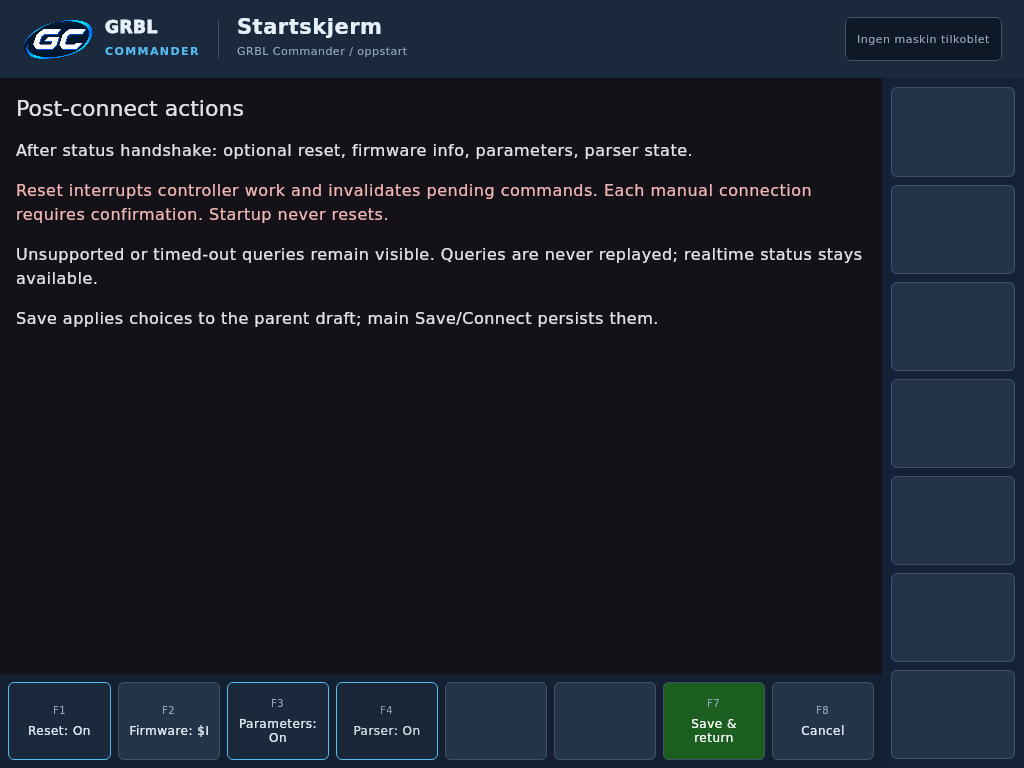 GC
GRBL
COMMANDER
Startskjerm
GRBL Commander / oppstart
Ingen maskin tilkoblet
Post-connect actions
After status handshake: optional reset, firmware info, parameters, parser state.
Reset interrupts controller work and invalidates pending commands. Each manual connection
requires confirmation. Startup never resets.
Unsupported or timed-out queries remain visible. Queries are never replayed; realtime status stays
available.
Save applies choices to the parent draft; main Save/Connect persists them.
F1
Reset: On
F2
Firmware: $I
F3
Parameters:
On
F4
Parser: On
F7
Save &
return
F8
Cancel